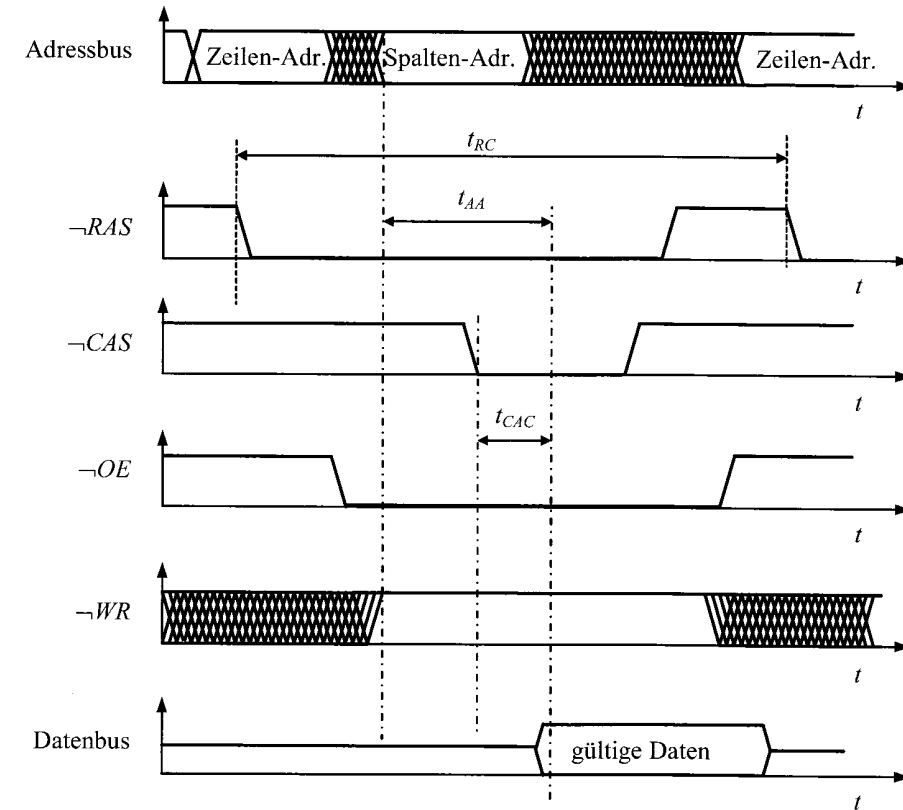 Adressbus
Zeilen-Adr. Spalten-Adr. Zeilen-Adr.
t
t_RC
t_AA
¬RAS
t
¬CAS
t
t_CAC
¬OE
t
¬WR
t
Datenbus
gültige Daten
t